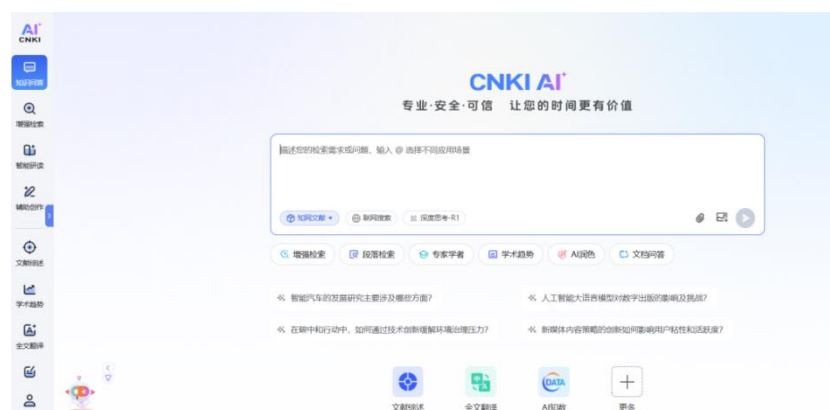 AI
CNKI
知识问答
增强检索
智能研读
辅助创作
文献综述
学术趋势
全文翻译
CNKI AI
专业·安全·可信 让您的时间更有价值
描述您的检索需求或问题，输入 @ 选择不同应用场景
知网文献
联网搜索
深度思考-R1
增强检索
段落检索
专家学者
学术趋势
AI润色
文档问答
智能汽车的发展研究主要涉及哪些方面?
人工智能大语言模型对数字出版的影响及挑战?
在碳中和行动中，如何通过技术创新缓解环境治理压力?
新媒体内容策略的创新如何影响用户粘性和活跃度?
DATA
文献综述
全文翻译
AI知数
更多